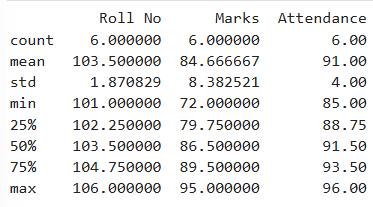 Roll No Marks Attendance
count 6.000000 6.000000 6.00
mean 103.500000 84.666667 91.00
std 1.870829 8.382521 4.00
min 101.000000 72.000000 85.00
25% 102.250000 79.750000 88.75
50% 103.500000 86.500000 91.50
75% 104.750000 89.500000 93.50
max 106.000000 95.000000 96.00